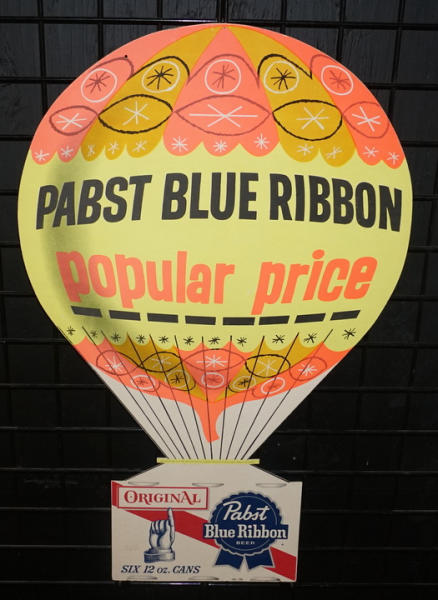 PABST BLUE RIBBON
popular price
ORIGINAL
Pabst
Blue Ribbon
BEER
SIX 12 oz. CANS